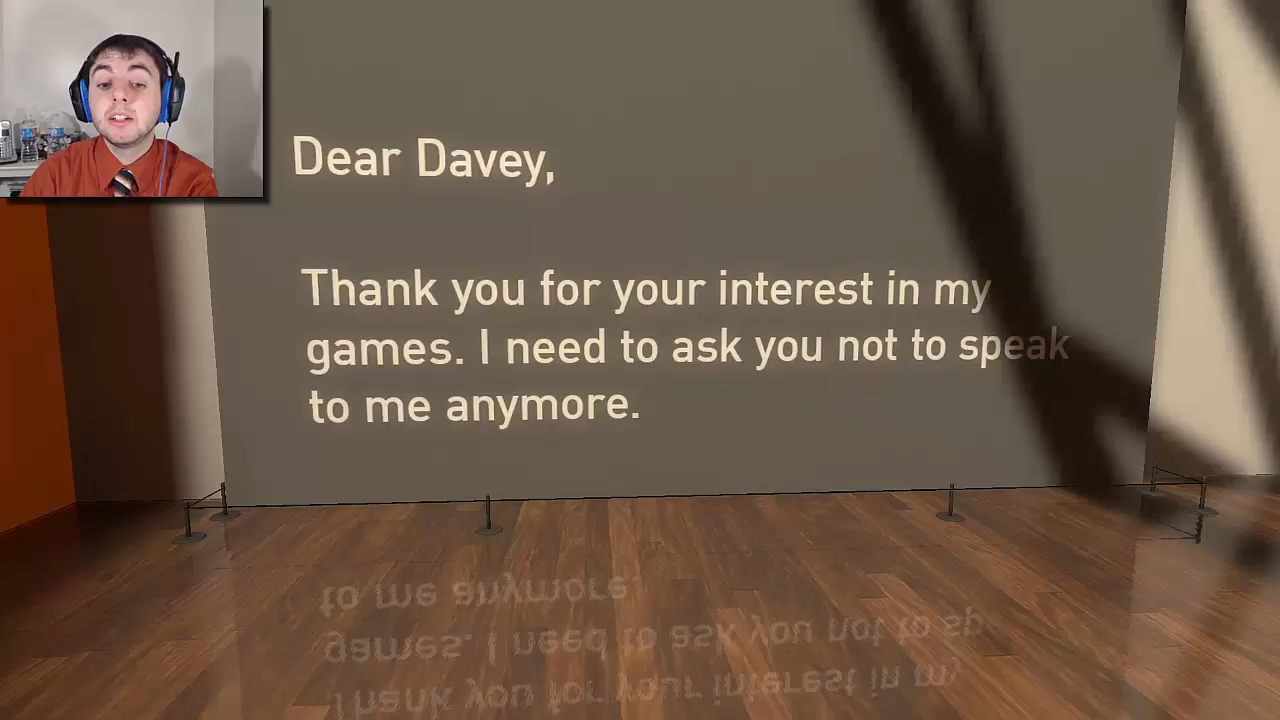 Dear Davey,
Thank you for your interest in my
games. I need to ask you not to speak
to me anymore.